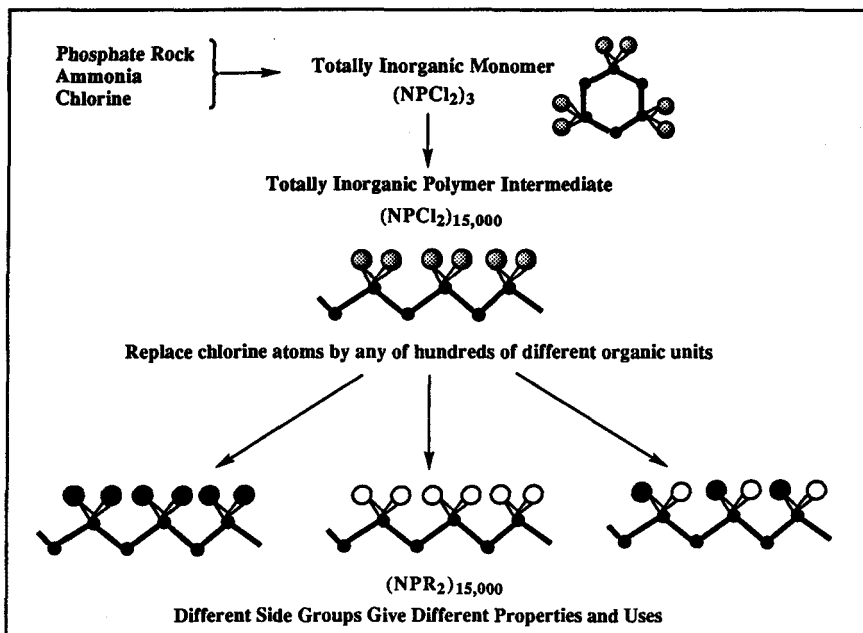 Phosphate Rock
Ammonia
Chlorine
Totally Inorganic Monomer
(NPCl₂)₃
Totally Inorganic Polymer Intermediate
(NPCl₂)₁₅,₀₀₀
Replace chlorine atoms by any of hundreds of different organic units
(NPR₂)₁₅,₀₀₀
Different Side Groups Give Different Properties and Uses